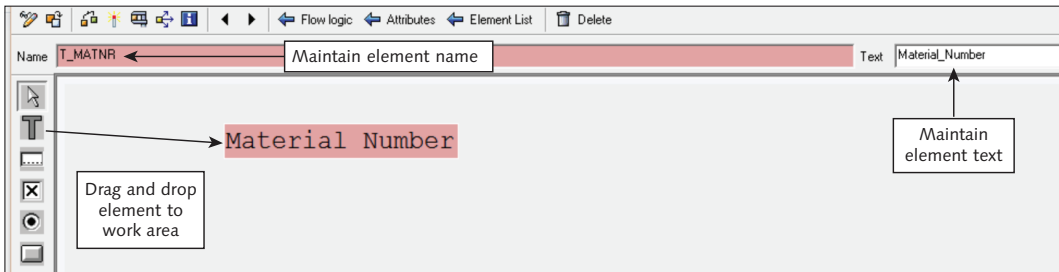 Flow logic Attributes Element List Delete
Name T_MATNR Maintain element name Text Material_Number
T
Material Number
Maintain
element text
Drag and drop
element to
work area